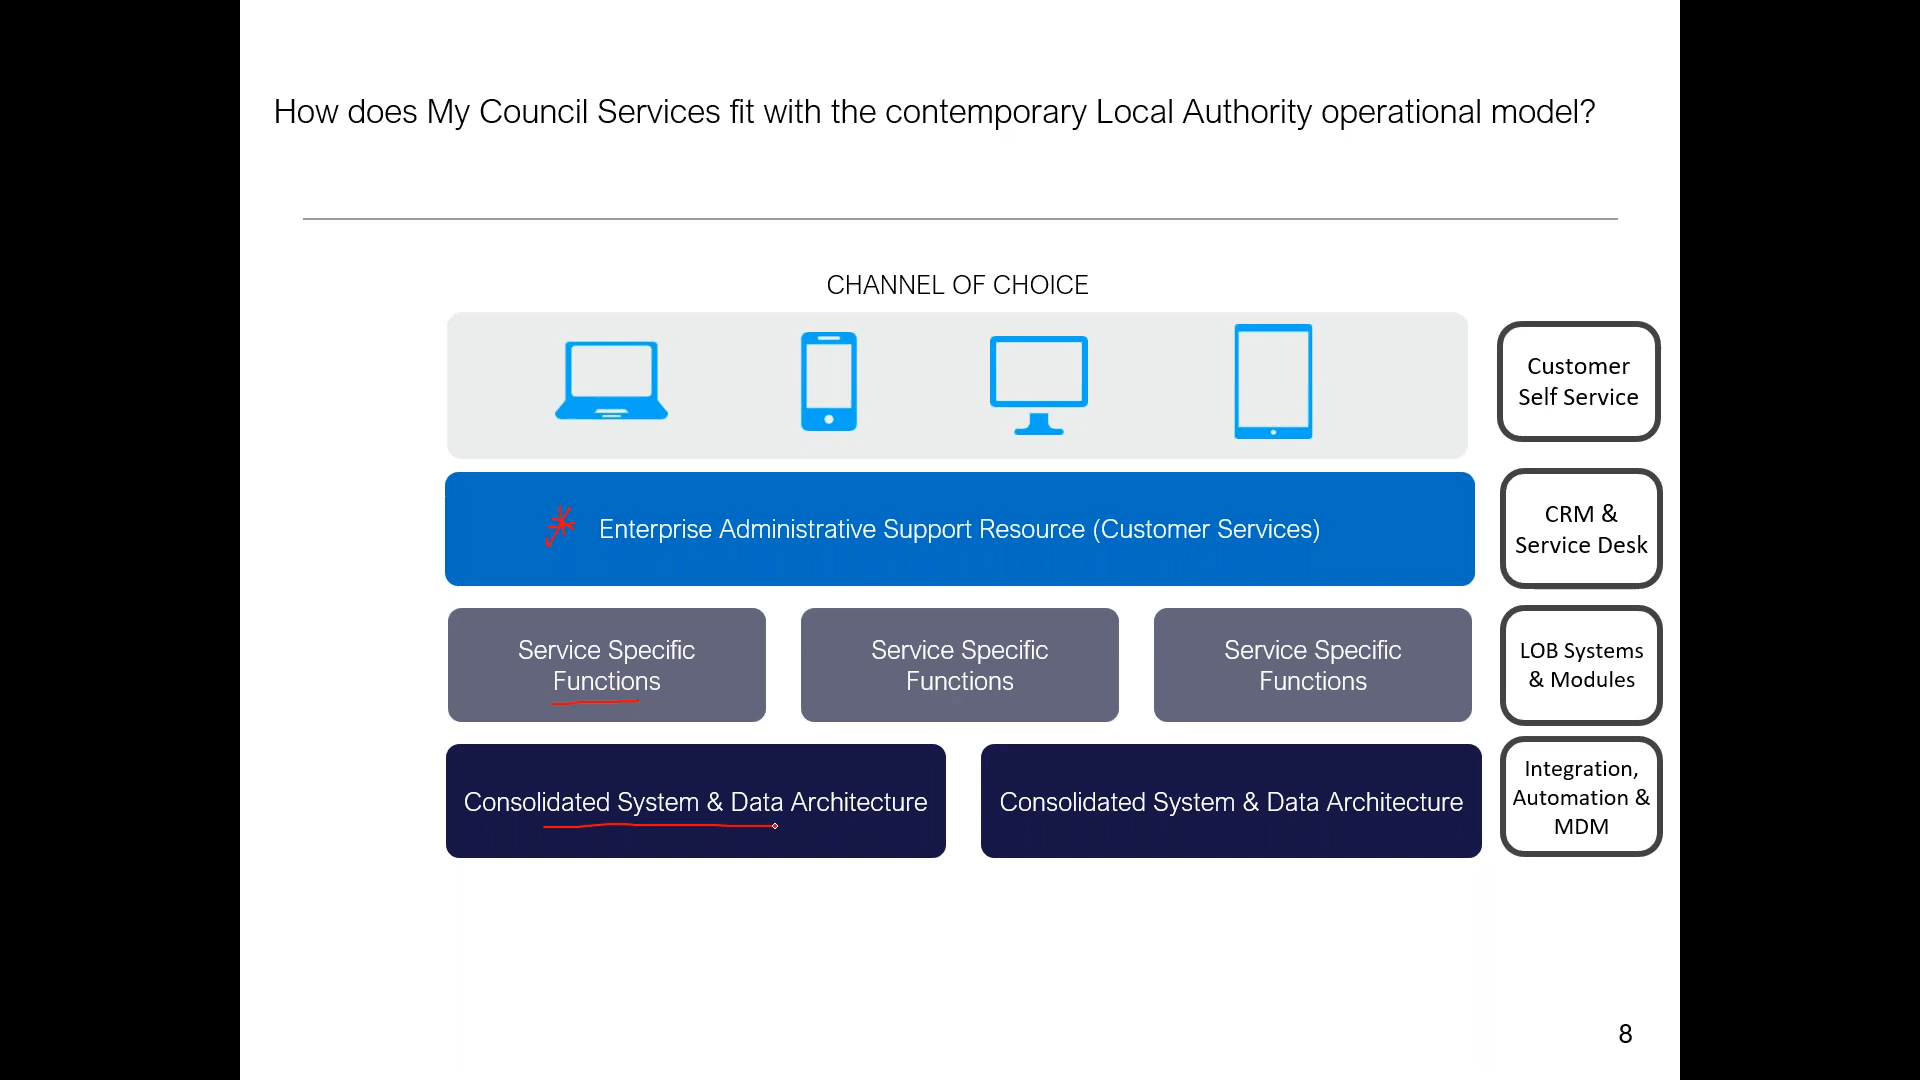 How does My Council Services fit with the contemporary Local Authority operational model?
CHANNEL OF CHOICE
Customer
Self Service
Enterprise Administrative Support Resource (Customer Services)
CRM &
Service Desk
Service Specific
Functions
Service Specific
Functions
Service Specific
Functions
LOB Systems
& Modules
Consolidated System & Data Architecture
Consolidated System & Data Architecture
Integration,
Automation &
MDM
8